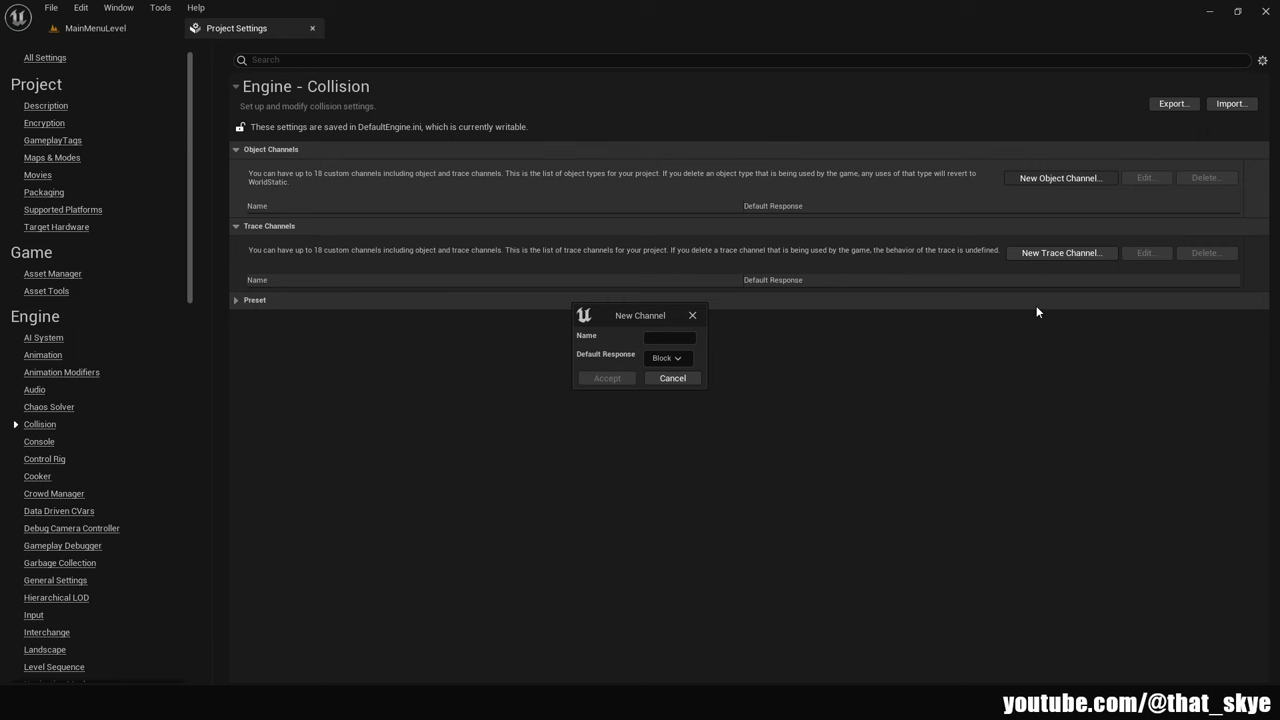 File Edit Window Tools Help
MainMenuLevel
Project Settings
All Settings
Project
Description
Encryption
GameplayTags
Maps & Modes
Movies
Packaging
Supported Platforms
Target Hardware
Game
Asset Manager
Asset Tools
Engine
AI System
Animation
Animation Modifiers
Audio
Chaos Solver
Collision
Console
Control Rig
Cooker
Crowd Manager
Data Driven CVars
Debug Camera Controller
Gameplay Debugger
Garbage Collection
General Settings
Hierarchical LOD
Input
Interchange
Landscape
Level Sequence
Search
Engine - Collision
Set up and modify collision settings.
Export... Import...
These settings are saved in DefaultEngine.ini, which is currently writable.
Object Channels
You can have up to 18 custom channels including object and trace channels. This is the list of object types for your project. If you delete an object type that is being used by the game, any uses of that type will revert to
WorldStatic.
New Object Channel... Edit... Delete...
Name Default Response
Trace Channels
You can have up to 18 custom channels including object and trace channels. This is the list of trace channels for your project. If you delete a trace channel that is being used by the game, the behavior of the trace is undefined.
New Trace Channel... Edit... Delete...
Name Default Response
Preset
New Channel
Name
Default Response Block
Accept Cancel
youtube.com/@that_skye